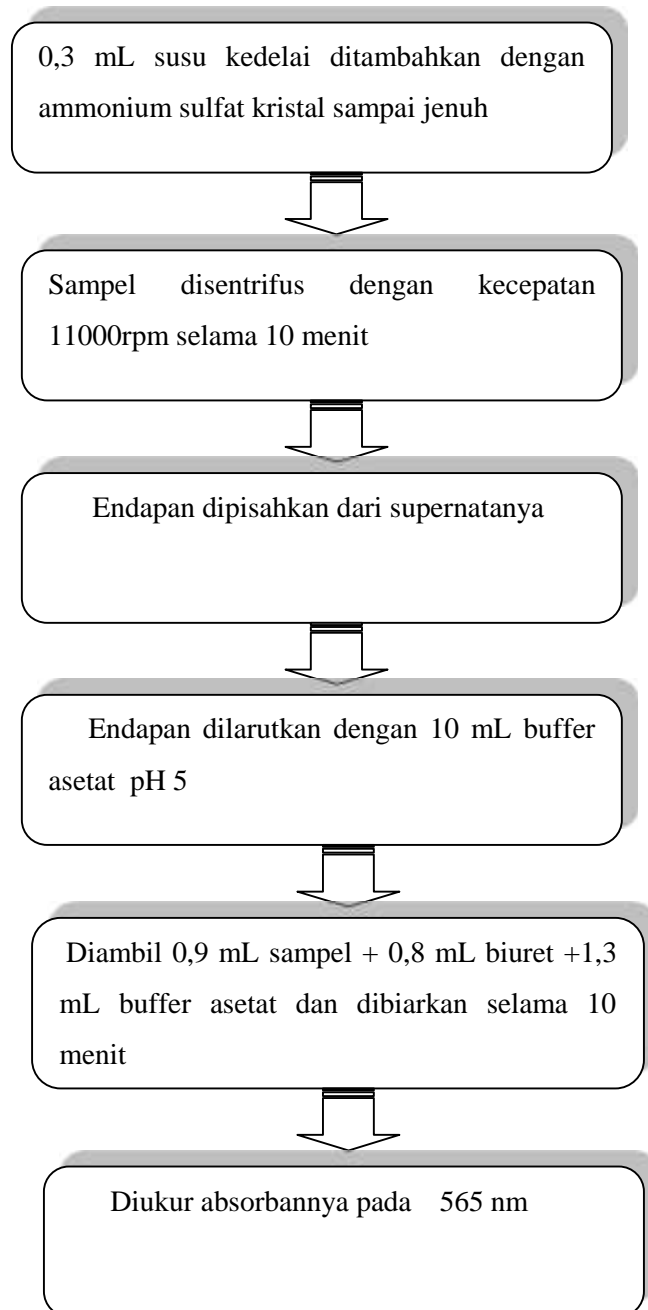 0,3 mL susu kedelai ditambahkan dengan
ammonium sulfat kristal sampai jenuh
Sampel disentrifus dengan kecepatan
11000rpm selama 10 menit
Endapan dipisahkan dari supernatanya
Endapan dilarutkan dengan 10 mL buffer
asetat pH 5
Diambil 0,9 mL sampel + 0,8 mL biuret +1,3
mL buffer asetat dan dibiarkan selama 10
menit
Diukur absorbannya pada 565 nm